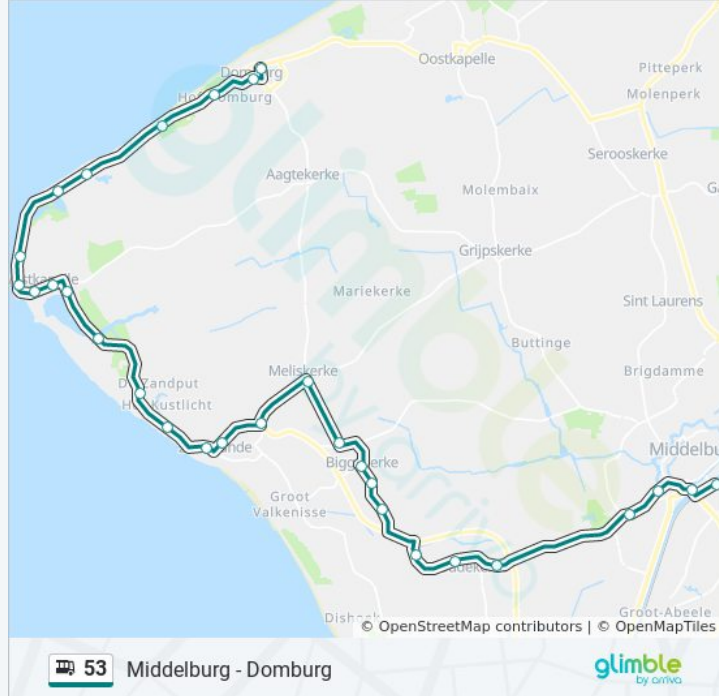 Oostkapelle
Domburg
Pitteperk
Molenperk
Serooskerke
Aagtekerke
Molembaix
Grijpskerke
Mariekerke
Sint Laurens
Buttinge
Brigdamme
Meliskerke
Groot
Valkenisse
Middelbu
Groot-Abeele
© OpenStreetMap contributors | © OpenMapTiles
53 Middelburg - Domburg
glimble
by arriva